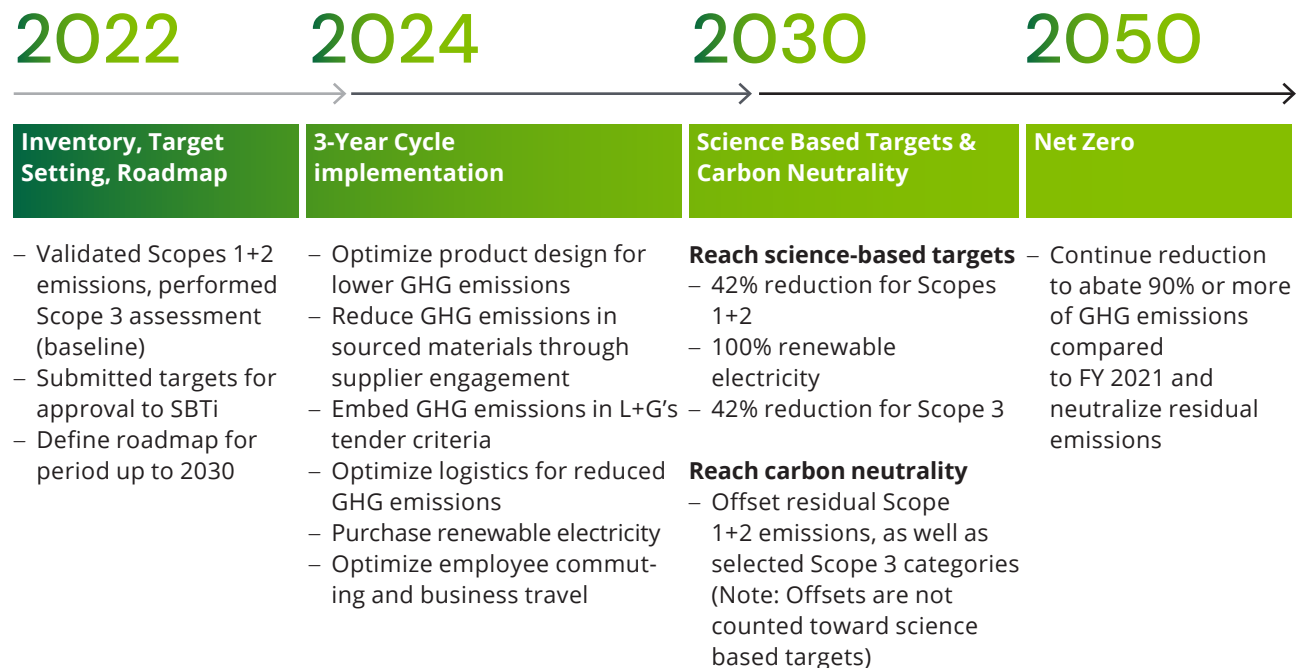 2022
2024
2030
2050
Inventory, Target
Setting, Roadmap
3-Year Cycle
implementation
Science Based Targets &
Carbon Neutrality
Net Zero
– Validated Scopes 1+2
emissions, performed
Scope 3 assessment
(baseline)
– Submitted targets for
approval to SBTi
– Define roadmap for
period up to 2030
– Optimize product design for
lower GHG emissions
– Reduce GHG emissions in
sourced materials through
supplier engagement
– Embed GHG emissions in L+G’s
tender criteria
– Optimize logistics for reduced
GHG emissions
– Purchase renewable electricity
– Optimize employee commut-
ing and business travel
Reach science-based targets
– 42% reduction for Scopes
1+2
– 100% renewable
electricity
– 42% reduction for Scope 3
Reach carbon neutrality
– Offset residual Scope
1+2 emissions, as well as
selected Scope 3 categories
(Note: Offsets are not
counted toward science
based targets)
– Continue reduction
to abate 90% or more
of GHG emissions
compared
to FY 2021 and
neutralize residual
emissions